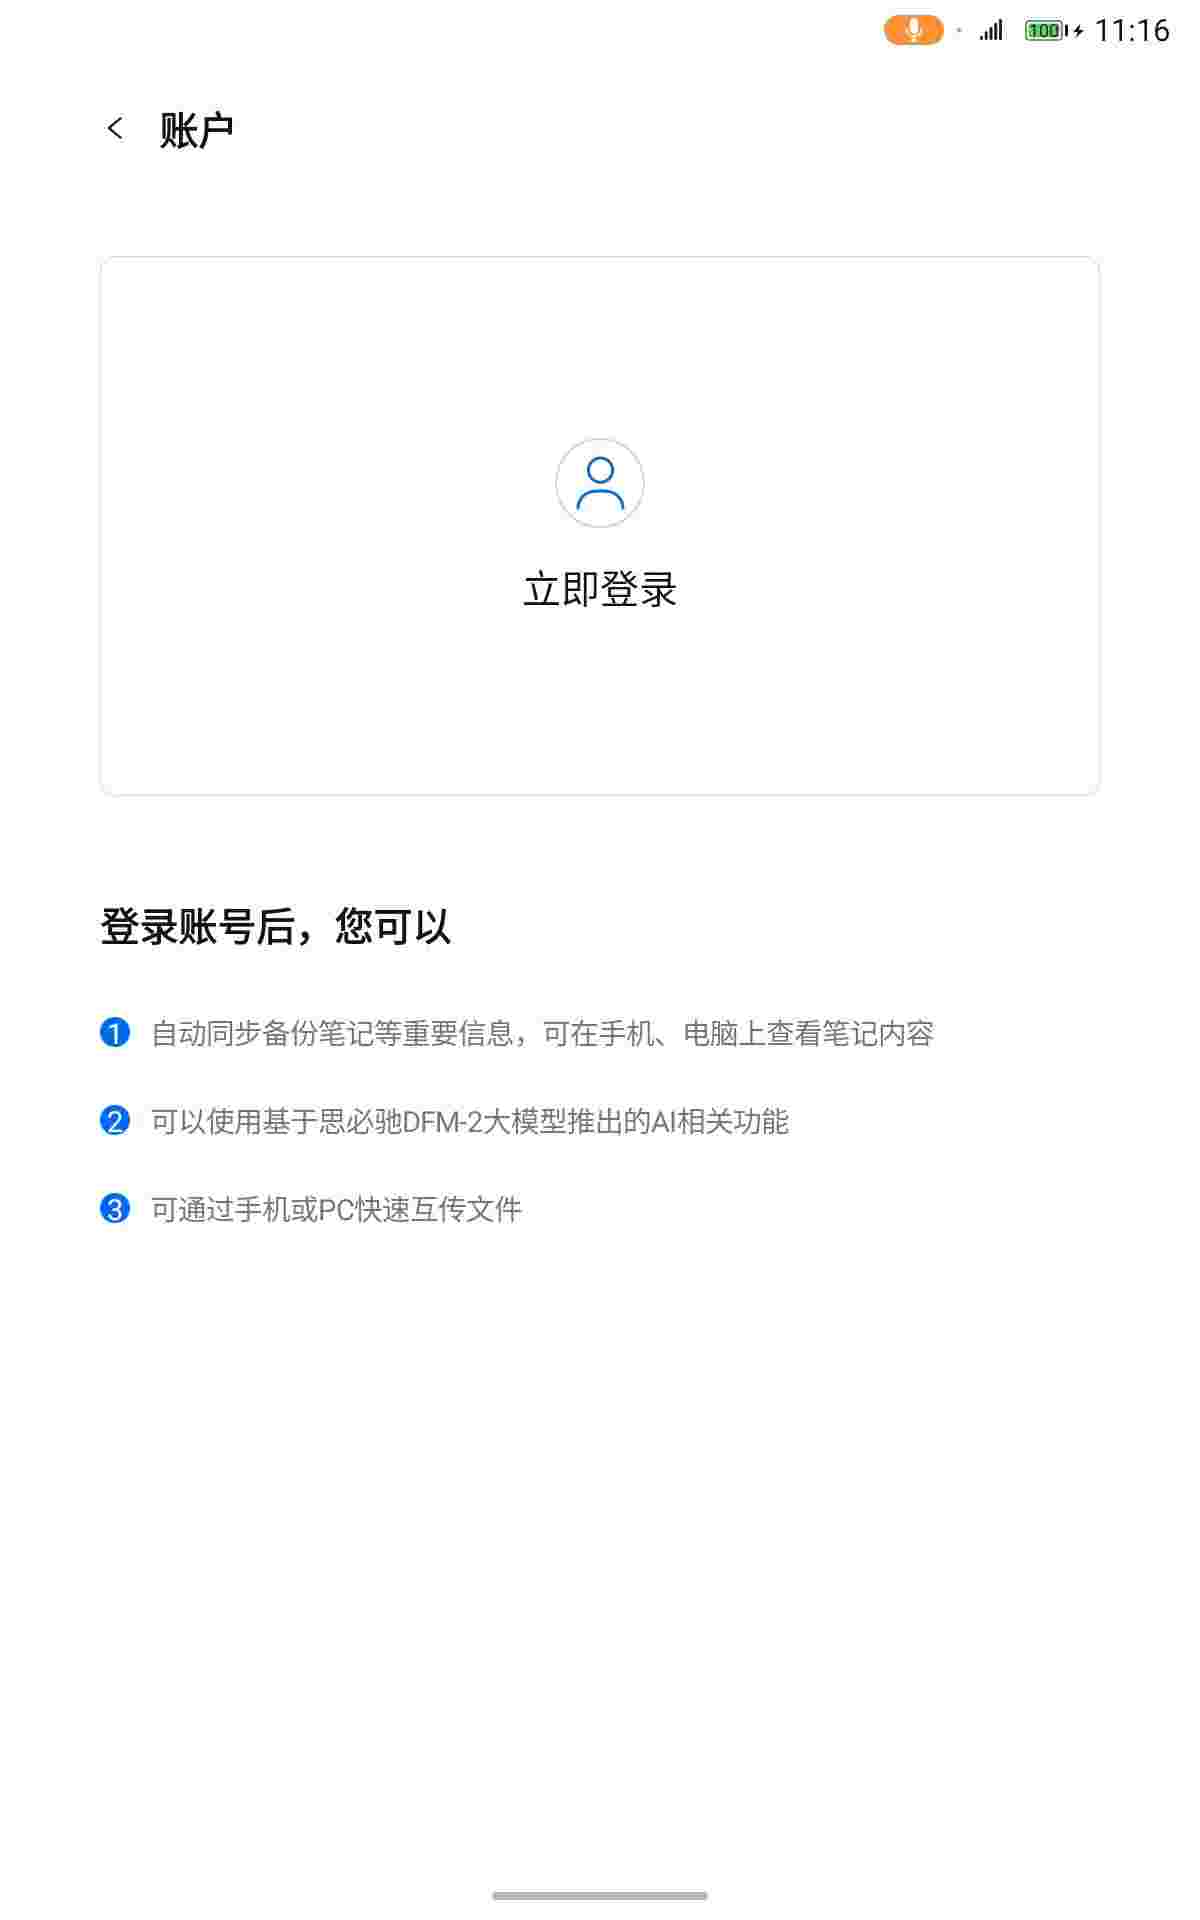 100 11:16
账户
立即登录
登录账号后，您可以
1 自动同步备份笔记等重要信息，可在手机、电脑上查看笔记内容
2 可以使用基于思必驰DFM-2大模型推出的AI相关功能
3 可通过手机或PC快速互传文件